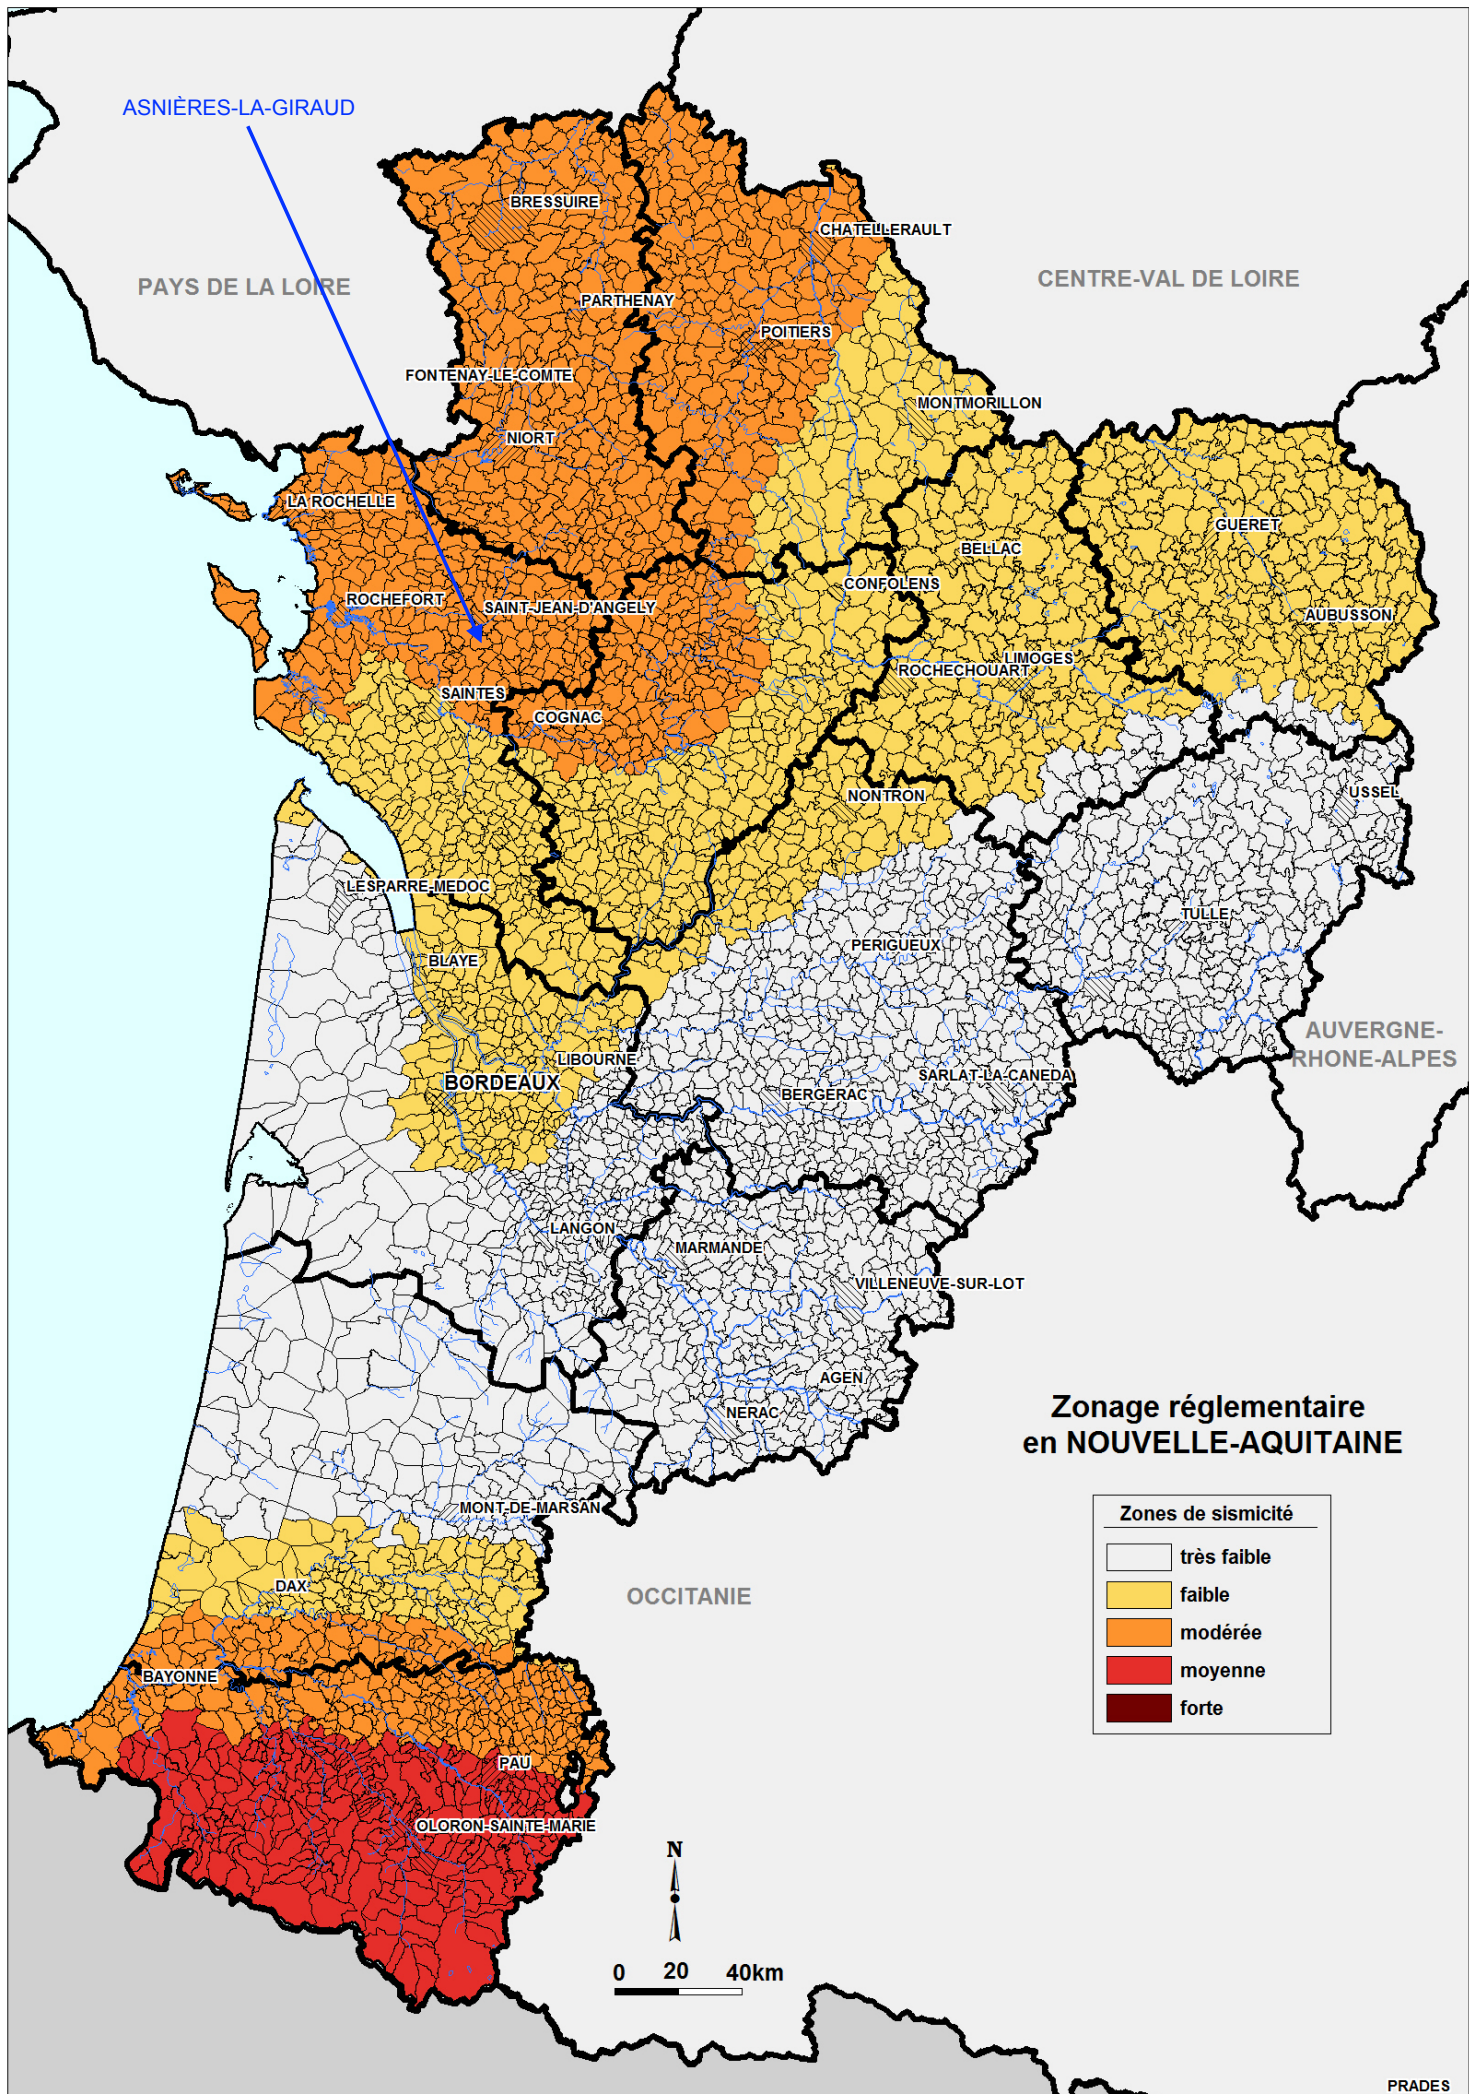 ASNIÈRES-LA-GIRAUD
BRESSUIRE
CHATELLERAULT
PAYS DE LA LOIRE
CENTRE-VAL DE LOIRE
PARTHENAY
POITIERS
FONTENAY-LE-COMTE
MONTMORILLON
NIORT
LA ROCHELLE
GUERET
BELLAC
CONFOLENS
ROCHEFORT
SAINT-JEAN-D'ANGELY
AUBUSSON
LIMOGES
ROCHECHOUART
SAINTES
COGNAC
NONTRON
USSEL
LESPARRE-MEDOC
TULLE
PERIGUEUX
BLAYE
AUVERGNE-
RHONE-ALPES
LIBOURNE
BORDEAUX
SARLAT-LA-CANEDA
BERGERAC
LANGON
MARMANDE
VILLENEUVE-SUR-LOT
AGEN
NERAC
Zonage réglementaire
en NOUVELLE-AQUITAINE
MONT-DE-MARSAN
Zones de sismicité
très faible
faible
modérée
moyenne
forte
DAX
OCCITANIE
BAYONNE
PAU
OLORON-SAINTE-MARIE
N
0 20 40km
PRADES